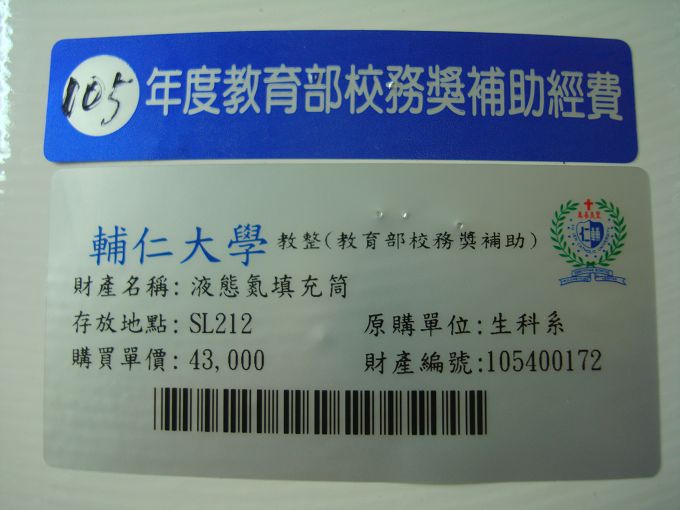 105年度教育部校務獎補助經費
輔仁大學 教整(教育部校務獎補助)
財產名稱: 液態氮填充筒
存放地點: SL212 原購單位: 生科系
購買單價: 43,000 財產編號:105400172